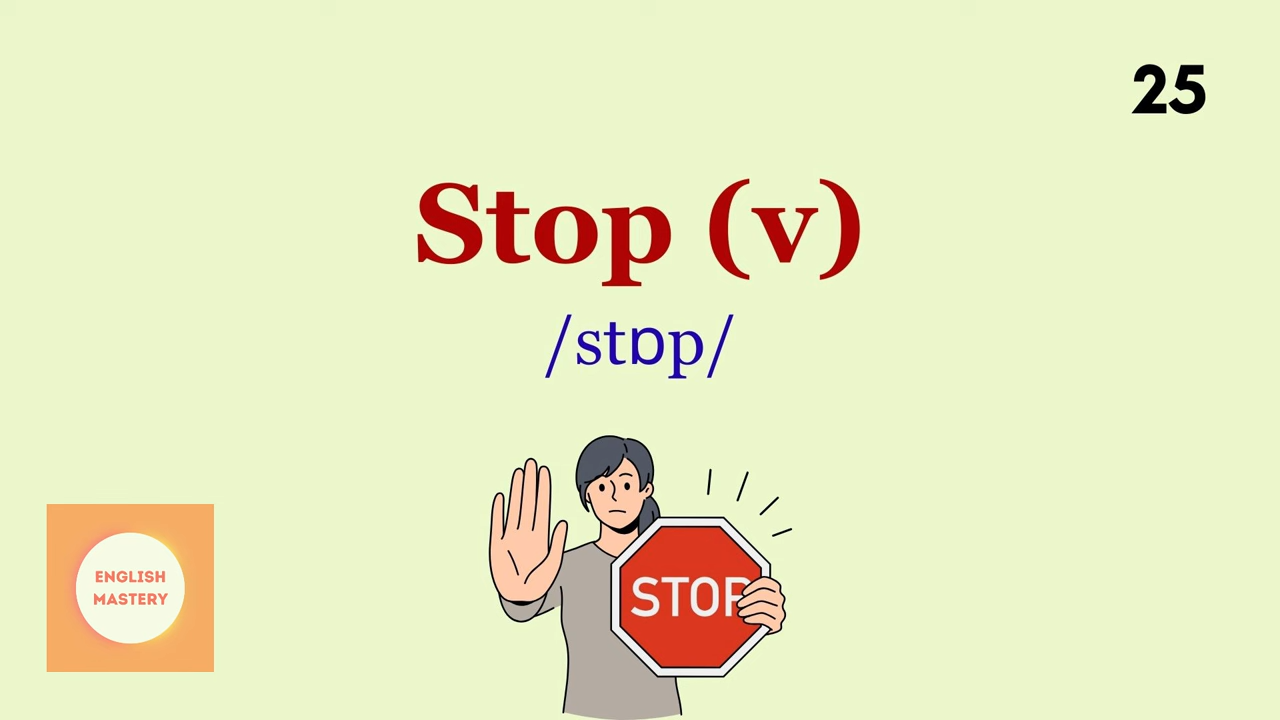 25
Stop (v)
/stɒp/
STOP
ENGLISH
MASTERY